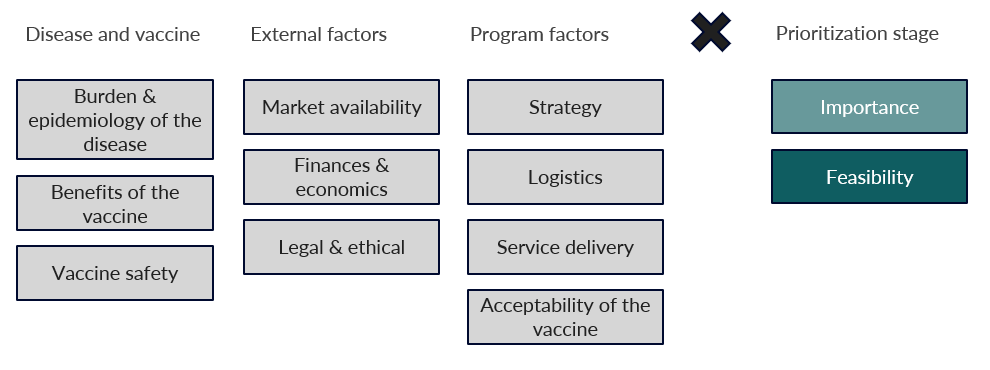 Disease and vaccine
External factors
Program factors
Prioritization stage
Burden &
epidemiology of the
disease
Benefits of the
vaccine
Vaccine safety
Market availability
Finances &
economics
Legal & ethical
Strategy
Logistics
Service delivery
Acceptability of the
vaccine
Importance
Feasibility